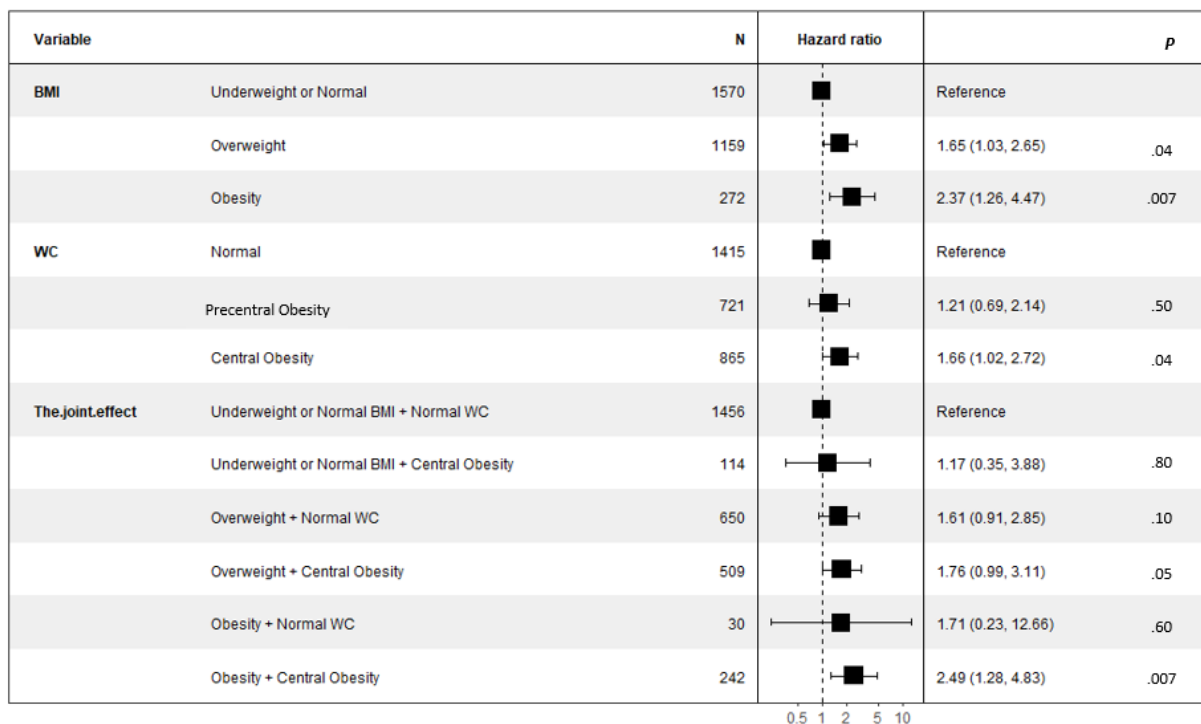 Variable N Hazard ratio P
BMI Underweight or Normal 1570 Reference
Overweight 1159 1.65 (1.03, 2.65) .04
Obesity 272 2.37 (1.26, 4.47) .007
WC Normal 1415 Reference
Precentral Obesity 721 1.21 (0.69, 2.14) .50
Central Obesity 865 1.66 (1.02, 2.72) .04
The.joint.effect Underweight or Normal BMI + Normal WC 1456 Reference
Underweight or Normal BMI + Central Obesity 114 1.17 (0.35, 3.88) .80
Overweight + Normal WC 650 1.61 (0.91, 2.85) .10
Overweight + Central Obesity 509 1.76 (0.99, 3.11) .05
Obesity + Normal WC 30 1.71 (0.23, 12.66) .60
Obesity + Central Obesity 242 2.49 (1.28, 4.83) .007
0.5 1 2 5 10